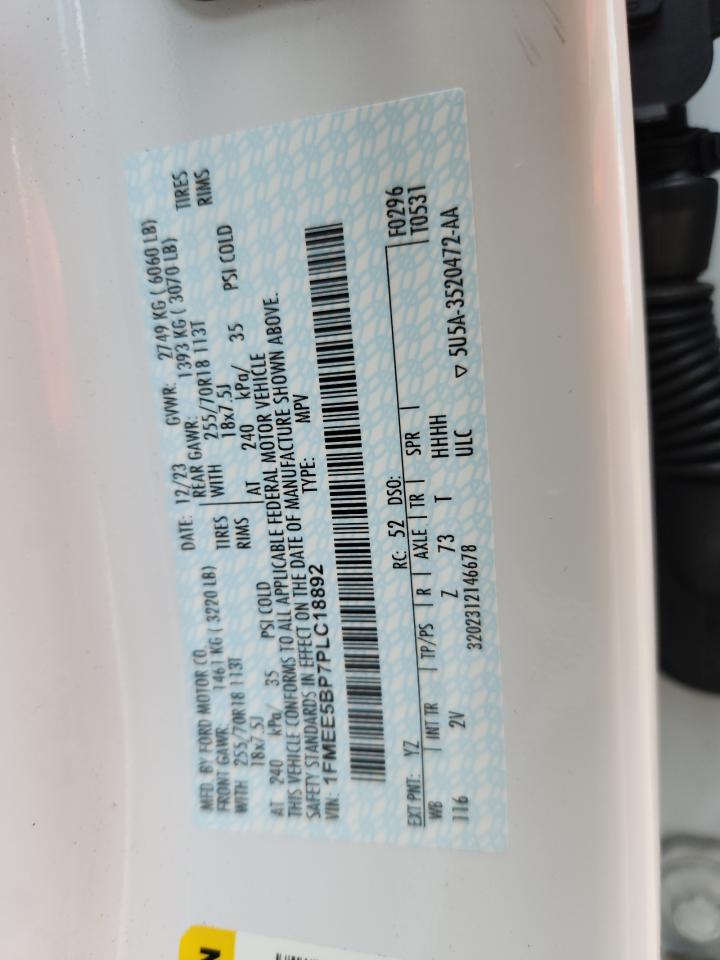 MFD. BY FORD MOTOR CO.
DATE: 12/23 GVWR: 2749 KG ( 6060 LB)
FRONT GAWR: 1461 KG ( 3220 LB) REAR GAWR: 1393 KG ( 3070 LB)
WITH 255/70R18 113T TIRES WITH 255/70R18 113T TIRES
18x7.5J RIMS 18x7.5J RIMS
AT 240 kPa/ 35 PSI COLD AT 240 kPa/ 35 PSI COLD
THIS VEHICLE CONFORMS TO ALL APPLICABLE FEDERAL MOTOR VEHICLE
SAFETY STANDARDS IN EFFECT ON THE DATE OF MANUFACTURE SHOWN ABOVE.
VIN: 1FMEE5BP7PLC18892 TYPE: MPV
F0296
EXT PNT: YZ RC: 52 DSO: T0531
WB INT TR TP/PS R AXLE TR SPR
116 2V Z 73 T HHHH
3202312146678 ULC ▽ 5U5A-3520472-AA
N